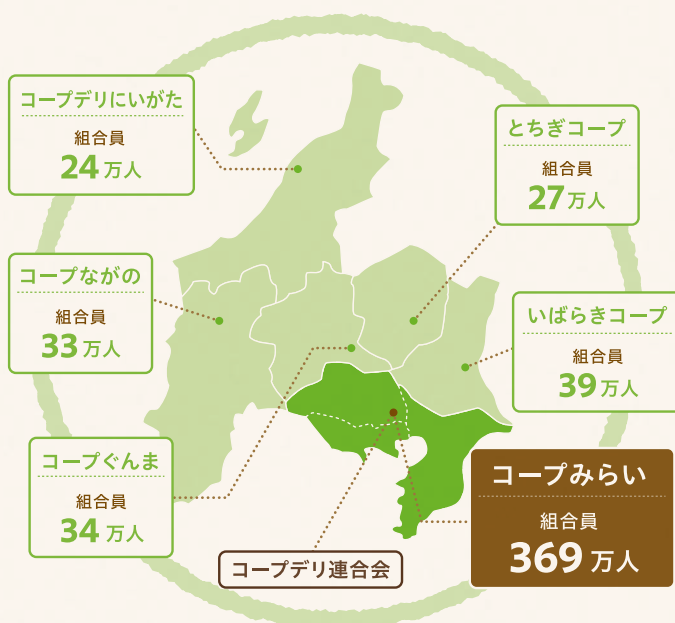 コープデリにいがた
組合員
24万人
とちぎコープ
組合員
27万人
コープながの
組合員
33万人
いばらきコープ
組合員
39万人
コープぐんま
組合員
34万人
コープみらい
組合員
369万人
コープデリ連合会